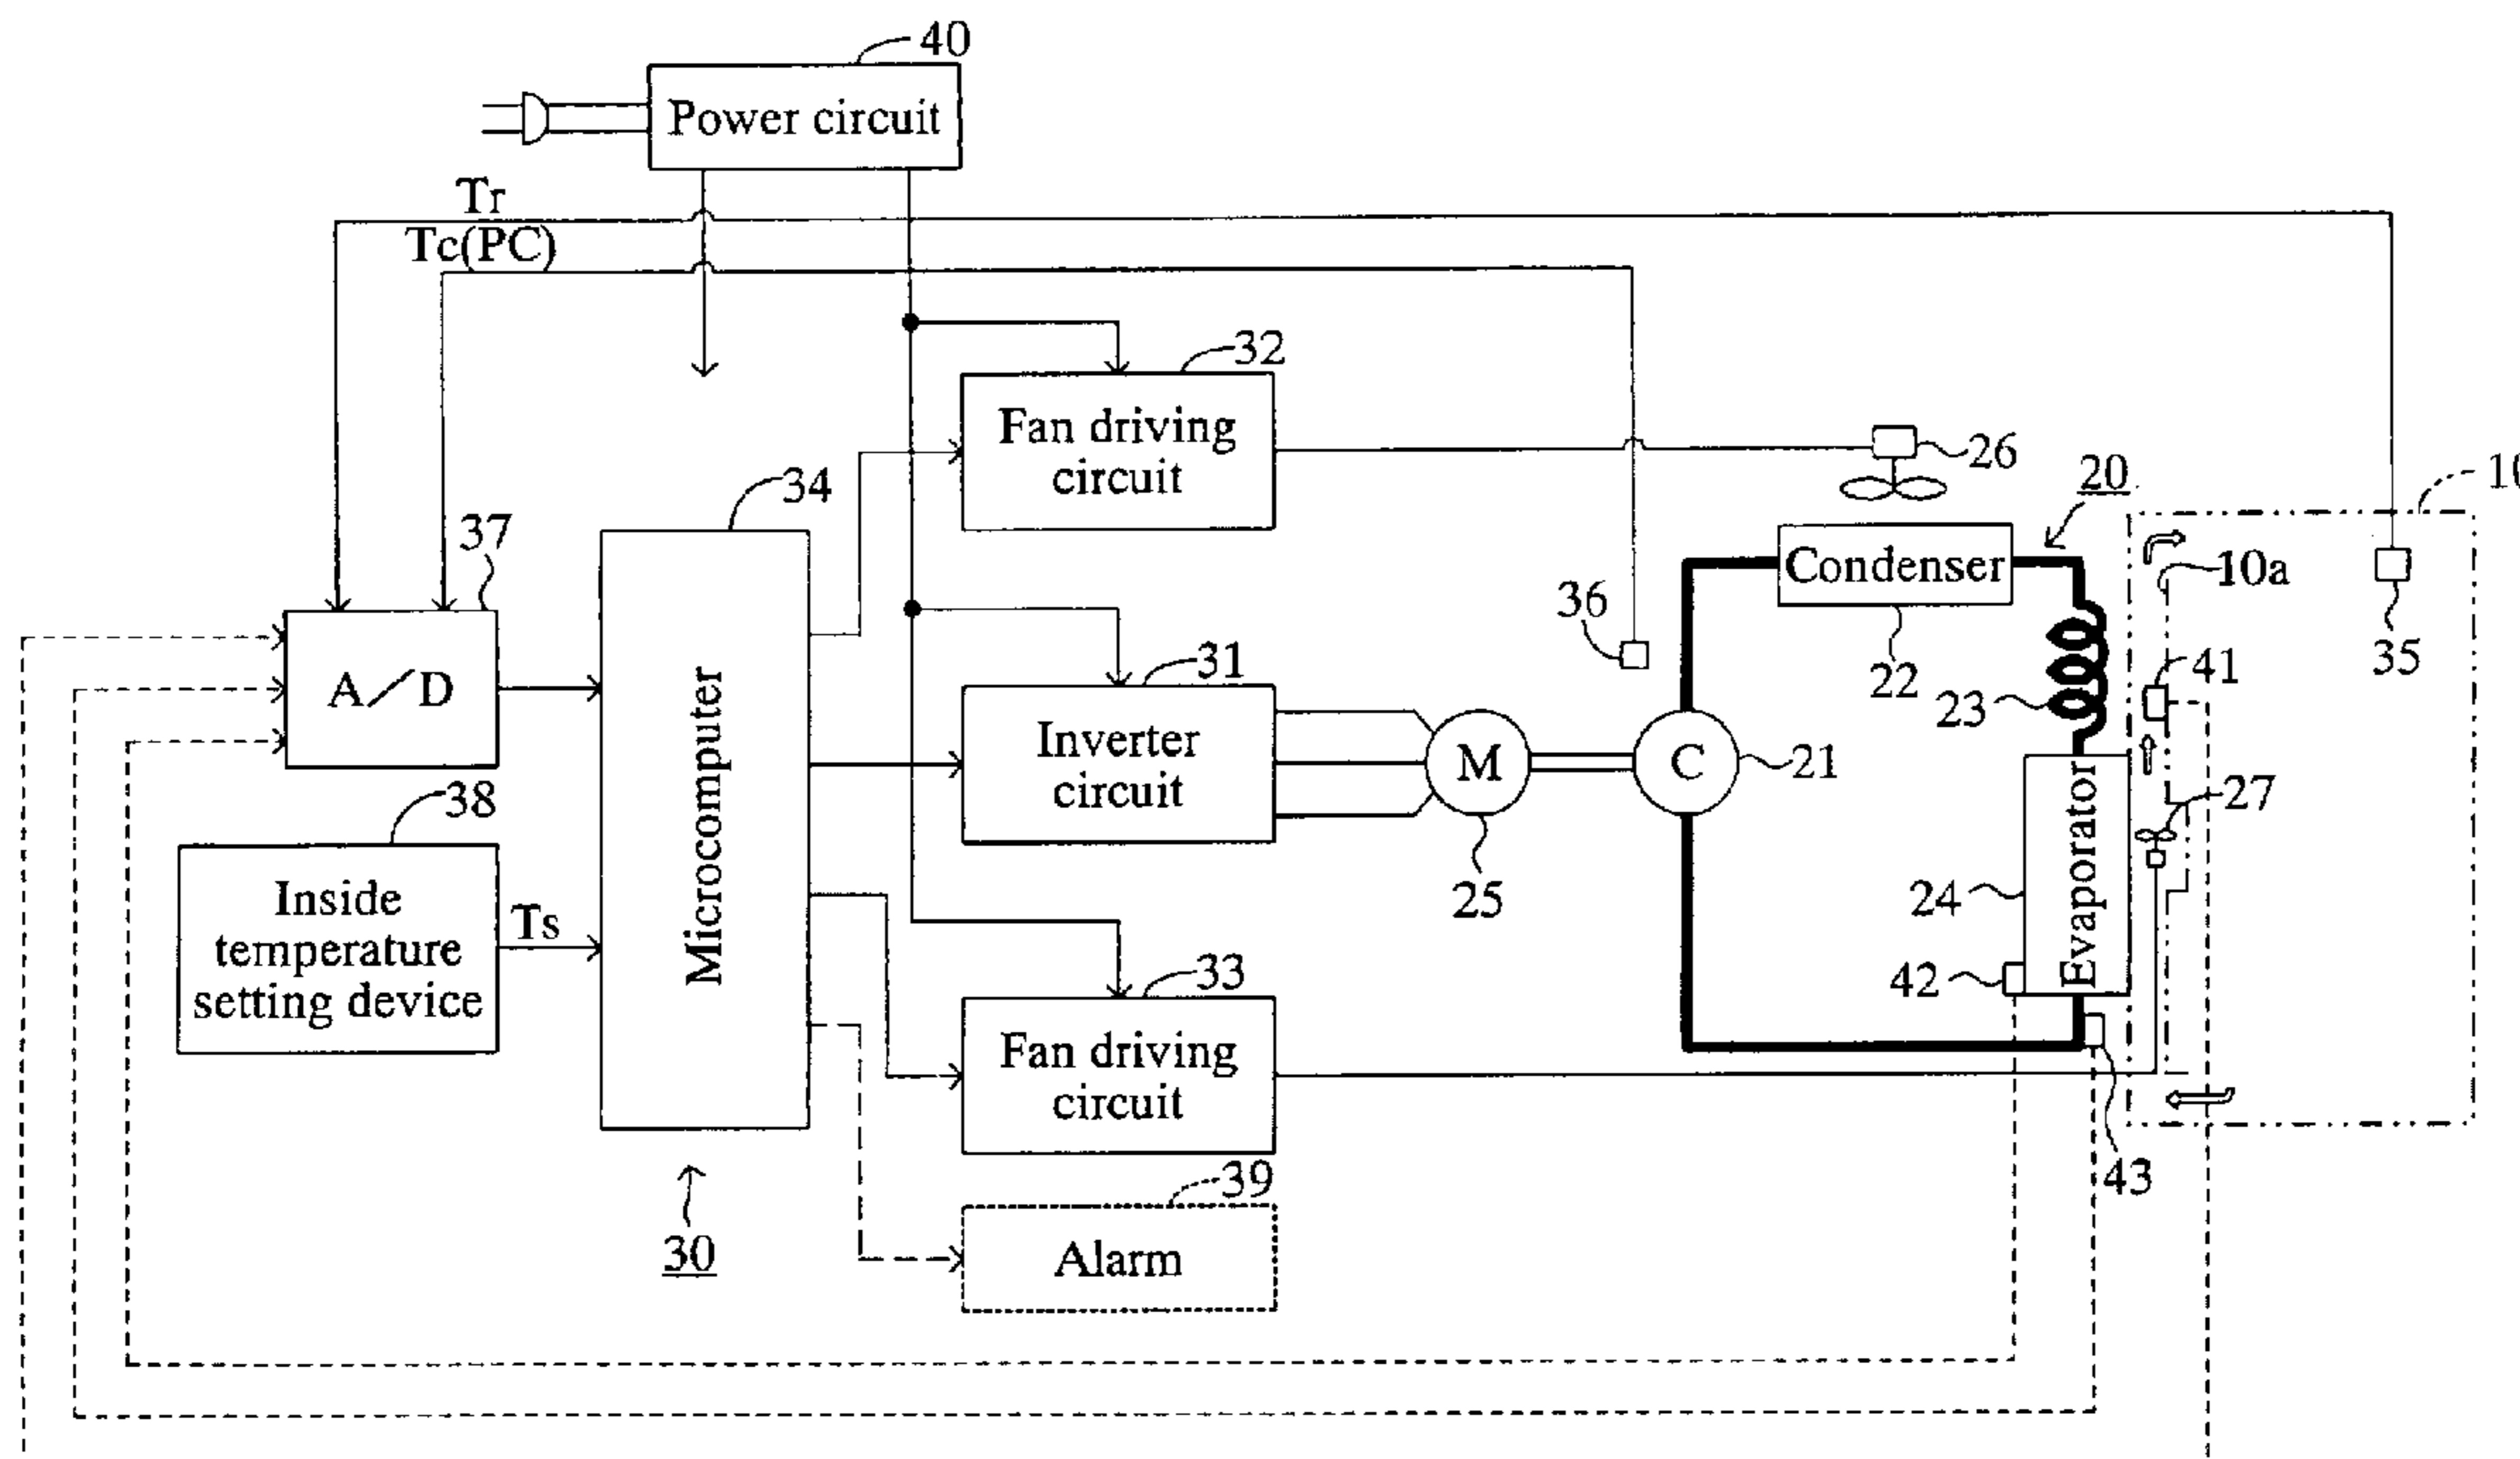 40
Power circuit
Tr
Tc(PC)
32
Fan driving
circuit
26
20
10a
34
37
Condenser
36
35
22
41
31
23
A/D
Microcomputer
Inverter
circuit
M
C
21
38
27
25
Evaporator
24
Inside
temperature
setting device
Ts
42
33
Fan driving
circuit
43
39
30
Alarm